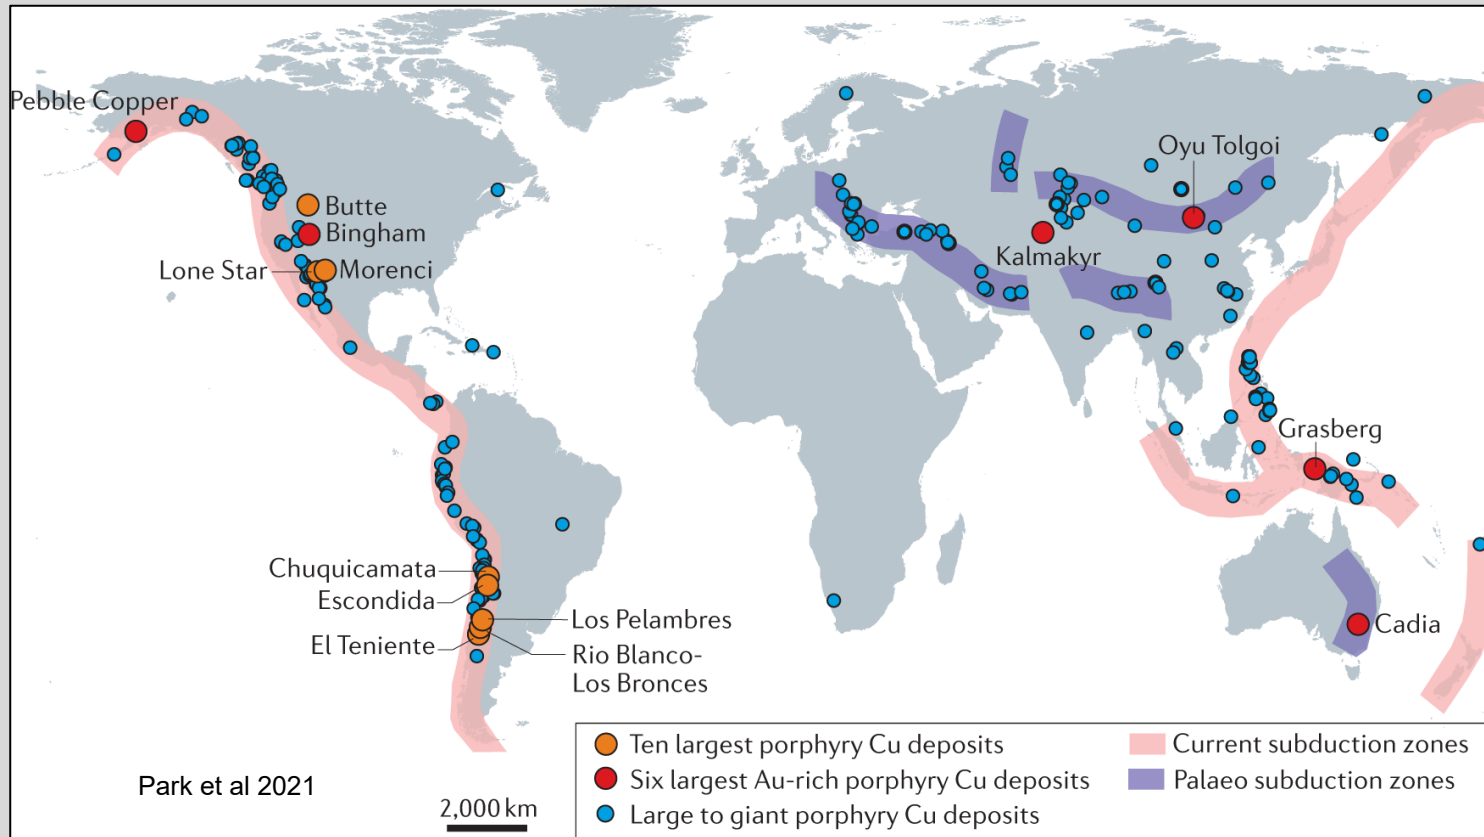 Pebble Copper
Oyu Tolgoi
Butte
Bingham
Kalmakyr
Lone Star
Morenci
Grasberg
Chuquicamata
Escondida
Los Pelambres
Cadia
El Teniente
Rio Blanco-
Los Bronces
Park et al 2021
2,000 km
Ten largest porphyry Cu deposits
Six largest Au-rich porphyry Cu deposits
Large to giant porphyry Cu deposits
Current subduction zones
Palaeo subduction zones